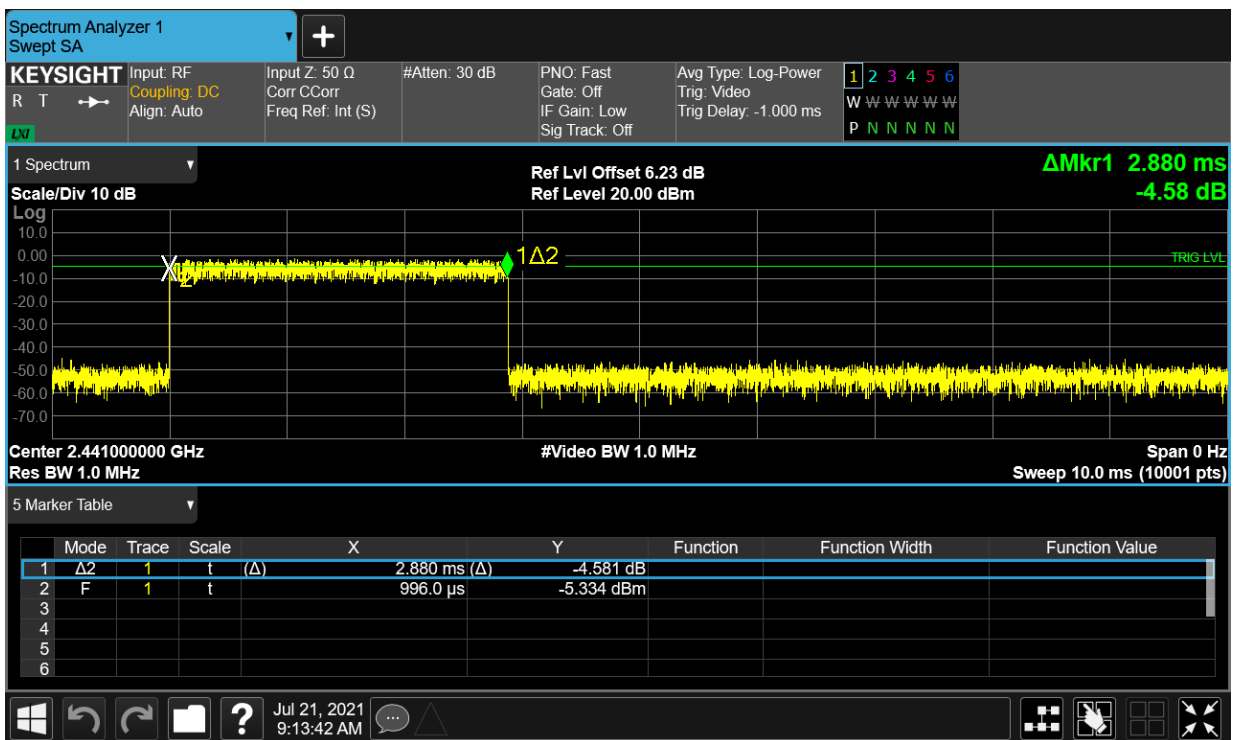 Spectrum Analyzer 1
Swept SA
KEYSIGHT
R T
LXI
Input: RF
Coupling: DC
Align: Auto
Input Z: 50 Ω
Corr CCorr
Freq Ref: Int (S)
#Atten: 30 dB
PNO: Fast
Gate: Off
IF Gain: Low
Sig Track: Off
Avg Type: Log-Power
Trig: Video
Trig Delay: -1.000 ms
1 2 3 4 5 6
W W W W W W
P N N N N N
1 Spectrum
Scale/Div 10 dB
Ref Lvl Offset 6.23 dB
Ref Level 20.00 dBm
ΔMkr1 2.880 ms
-4.58 dB
Log
10.0
0.00
-10.0
-20.0
-30.0
-40.0
-50.0
-60.0
-70.0
X
2
1Δ2
TRIG LVL
Center 2.441000000 GHz
#Video BW 1.0 MHz
Span 0 Hz
Res BW 1.0 MHz
Sweep 10.0 ms (10001 pts)
5 Marker Table
Mode Trace Scale X Y Function Function Width Function Value
1 Δ2 1 t (Δ) 2.880 ms (Δ) -4.581 dB
2 F 1 t 996.0 µs -5.334 dBm
3
4
5
6
?
Jul 21, 2021
9:13:42 AM